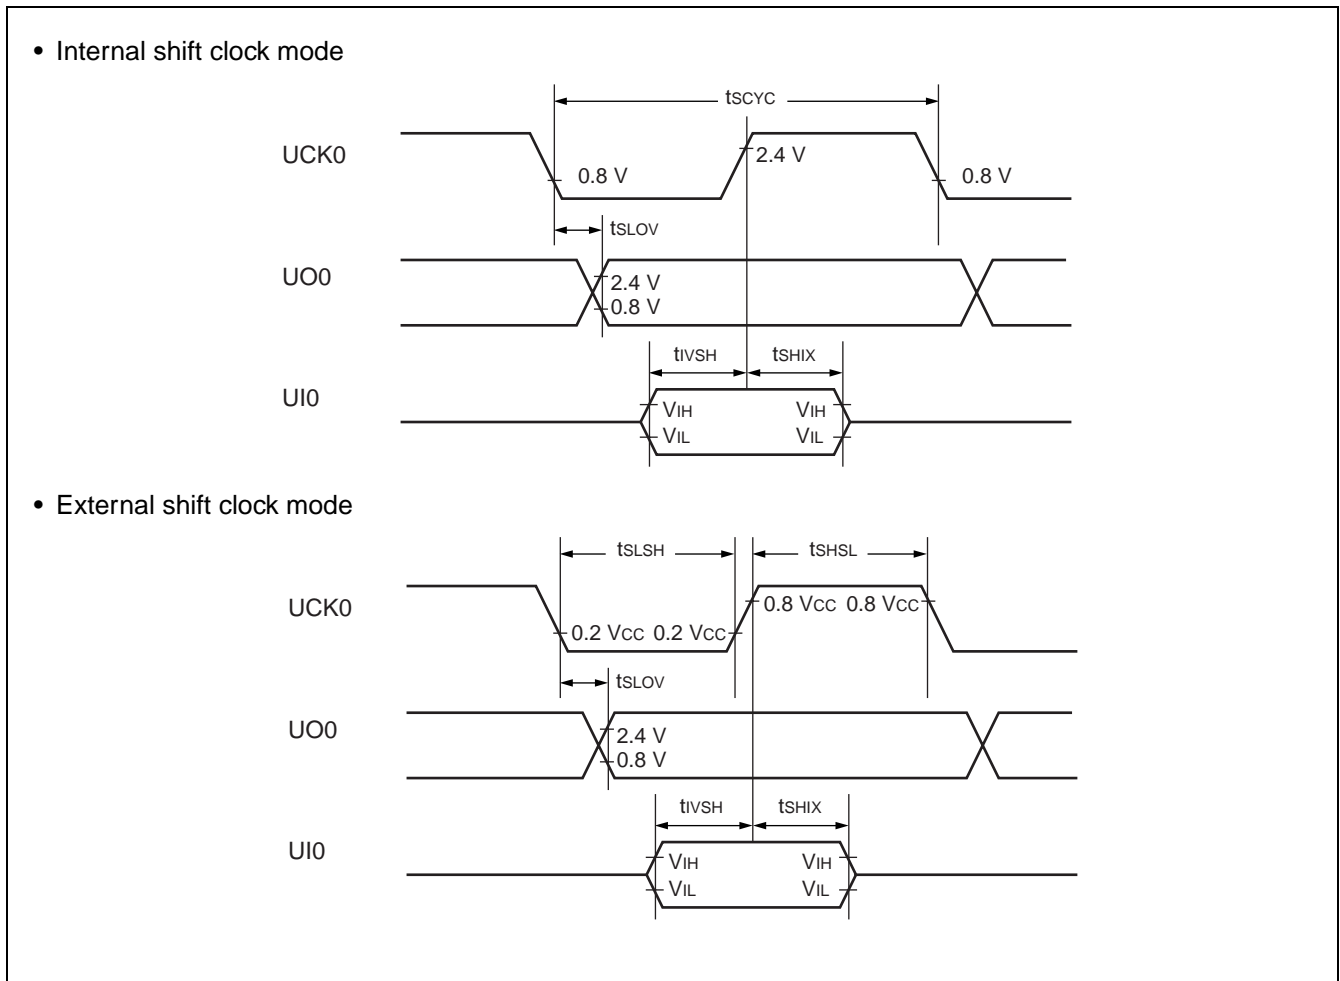 • Internal shift clock mode
tSCYC
UCK0
0.8 V
2.4 V
0.8 V
tSLOV
UO0
2.4 V
0.8 V
tIVSH
tSHIX
UI0
VIH
VIH
VIL
VIL
• External shift clock mode
tSLSH
tSHSL
UCK0
0.2 VCC 0.2 VCC
0.8 VCC 0.8 VCC
tSLOV
UO0
2.4 V
0.8 V
tIVSH
tSHIX
UI0
VIH
VIH
VIL
VIL